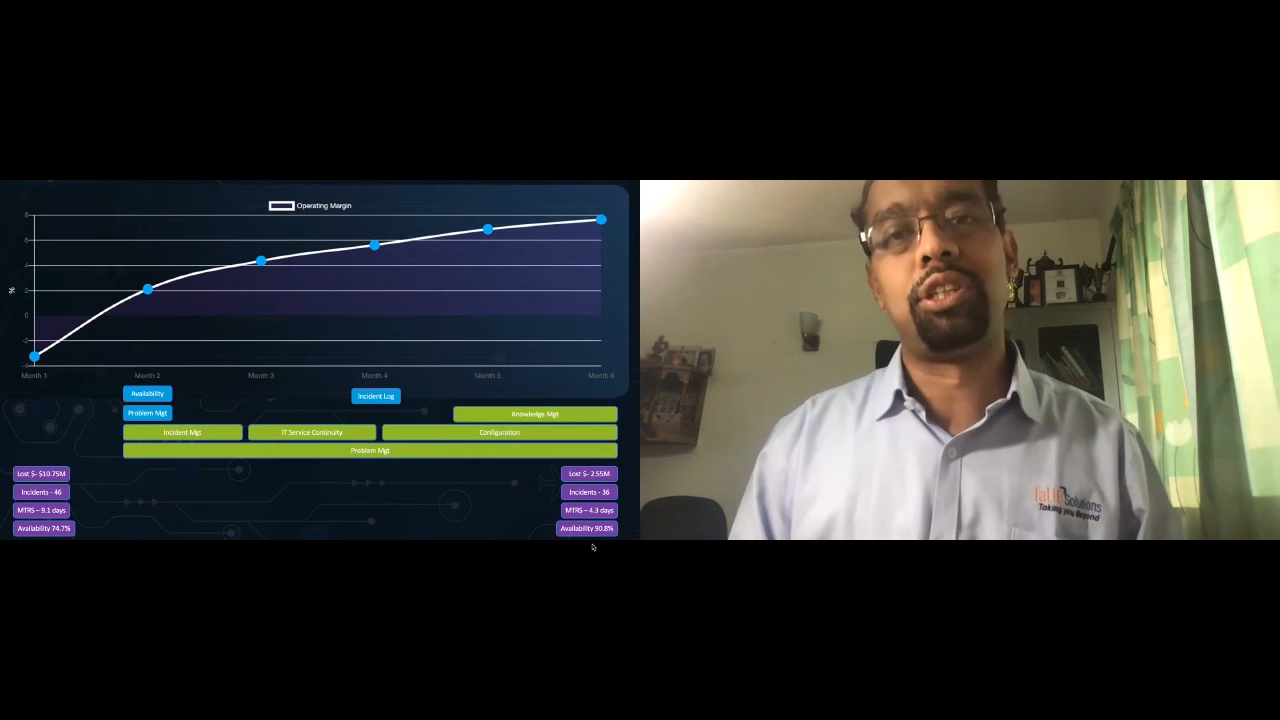 Operating Margin
8
6
4
2
0
-2
-4
%
Month 1
Month 2
Month 3
Month 4
Month 5
Month 6
Availability
Problem Mgt
Incident Log
Knowledge Mgt
Incident Mgt
IT Service Continuity
Configuration
Problem Mgt
Lost $- $10.75M
Incidents - 46
MTRS – 9.1 days
Availability 74.7%
Lost $- 2.55M
Incidents - 36
MTRS – 4.3 days
Availability 90.8%
Solutions
Taking you Beyond